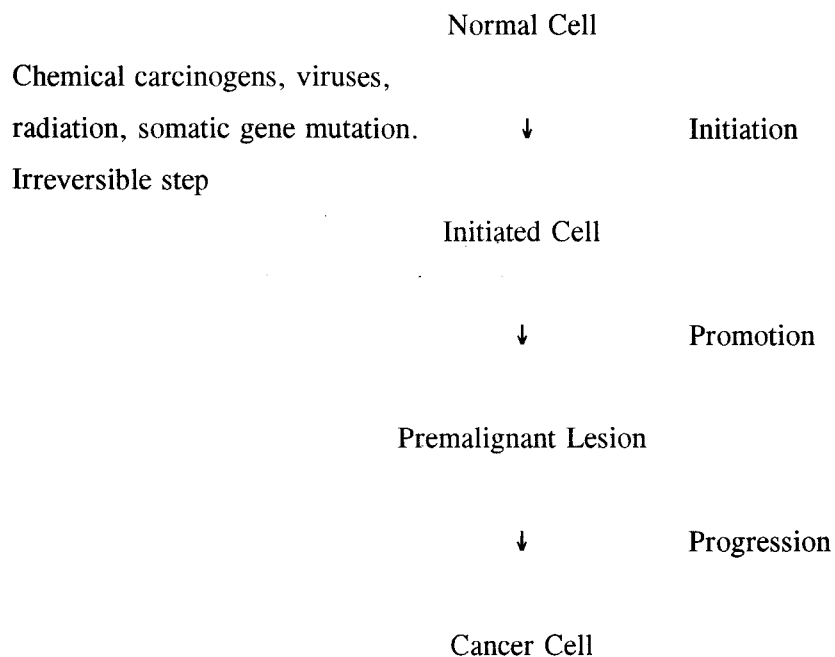 Normal Cell
Chemical carcinogens, viruses,
radiation, somatic gene mutation. ↓ Initiation
Irreversible step
Initiated Cell
↓ Promotion
Premalignant Lesion
↓ Progression
Cancer Cell